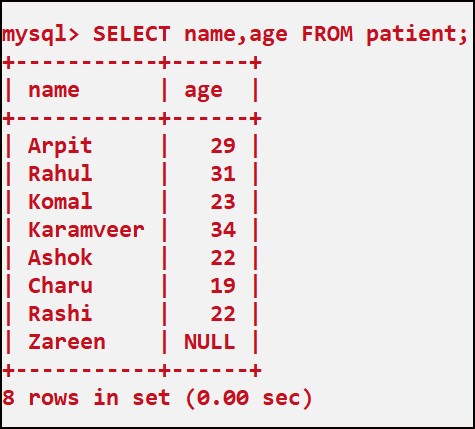 mysql> SELECT name,age FROM patient;
+-----------+------+
| name      | age  |
+-----------+------+
| Arpit     |   29 |
| Rahul     |   31 |
| Komal     |   23 |
| Karamveer |   34 |
| Ashok     |   22 |
| Charu     |   19 |
| Rashi     |   22 |
| Zareen    | NULL |
+-----------+------+
8 rows in set (0.00 sec)